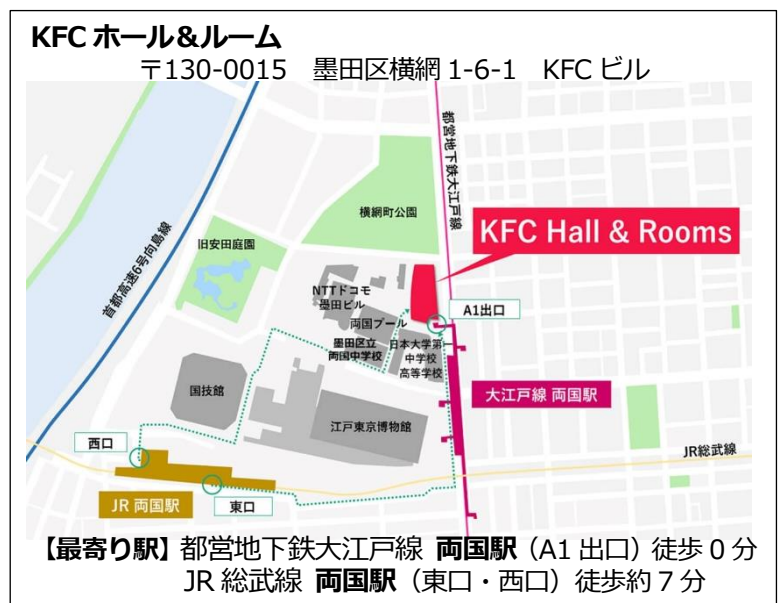 KFC ホール&ルーム
〒130-0015 墨田区横網 1-6-1 KFC ビル
都営地下鉄大江戸線
首都高速6号向島線
横網町公園
旧安田庭園
KFC Hall & Rooms
NTTドコモ
墨田ビル
A1出口
両国プール
墨田区立
両国中学校
日本大学第一
中学校
高等学校
国技館
大江戸線 両国駅
江戸東京博物館
西口
JR総武線
JR 両国駅
東口
【最寄り駅】都営地下鉄大江戸線 両国駅(A1 出口)徒歩 0 分
JR 総武線 両国駅(東口・西口)徒歩約 7 分